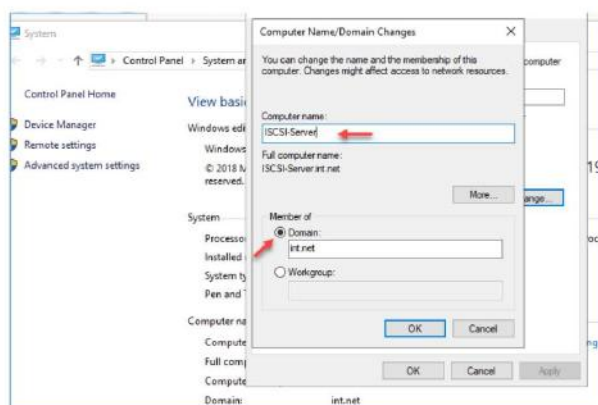 System
Control Panel > System ar
Control Panel Home
Device Manager
Remote settings
Advanced system settings
View basi
Windows edi
Windows
© 2018 M
reserved.
System
Processo
Installed
System ty
Pen and
Computer na
Compute
Full comp
Compute
Domain: int.net
Computer Name/Domain Changes
You can change the name and the membership of this
computer. Changes might affect access to network resources.
Computer name:
ISCSI-Server
Full computer name:
ISCSI-Server.int.net
More...
Member of
Domain:
int.net
Workgroup:
OK Cancel
computer
ange...
OK Cancel Apply
19